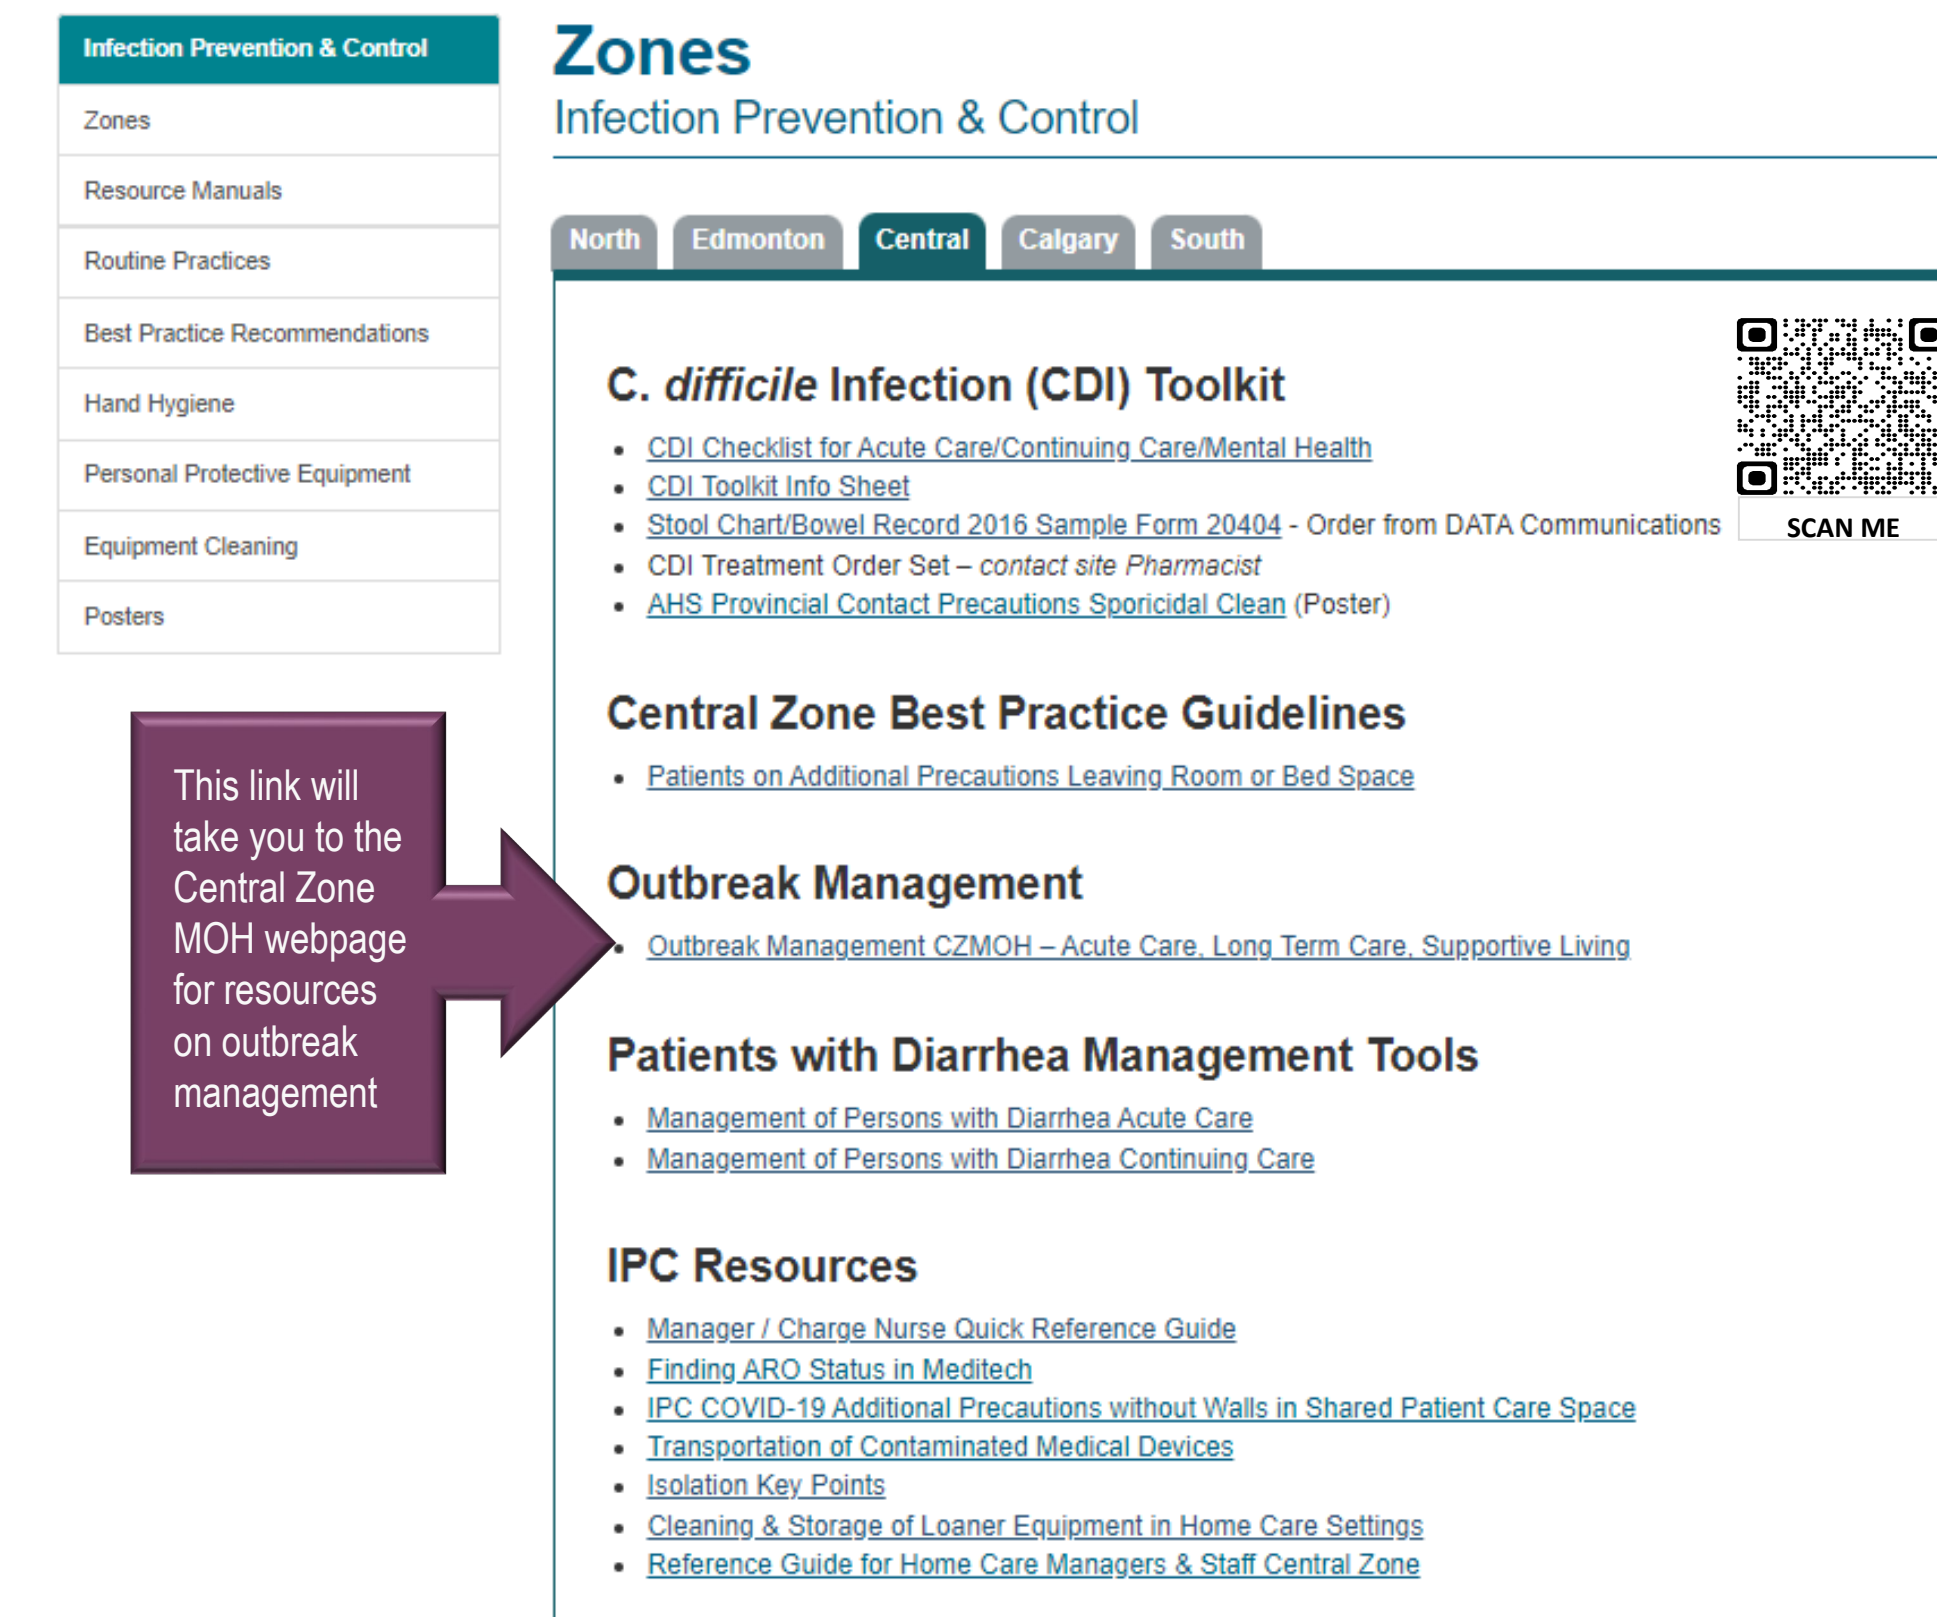 Infection Prevention & Control
Zones
Resource Manuals
Routine Practices
Best Practice Recommendations
Hand Hygiene
Personal Protective Equipment
Equipment Cleaning
Posters
This link will
take you to the
Central Zone
MOH webpage
for resources
on outbreak
management
Zones
Infection Prevention & Control
North Edmonton Central Calgary South
C. difficile Infection (CDI) Toolkit
CDI Checklist for Acute Care/Continuing Care/Mental Health
CDI Toolkit Info Sheet
Stool Chart/Bowel Record 2016 Sample Form 20404 - Order from DATA Communications
CDI Treatment Order Set – contact site Pharmacist
AHS Provincial Contact Precautions Sporicidal Clean (Poster)
SCAN ME
Central Zone Best Practice Guidelines
Patients on Additional Precautions Leaving Room or Bed Space
Outbreak Management
Outbreak Management CZMOH – Acute Care, Long Term Care, Supportive Living
Patients with Diarrhea Management Tools
Management of Persons with Diarrhea Acute Care
Management of Persons with Diarrhea Continuing Care
IPC Resources
Manager / Charge Nurse Quick Reference Guide
Finding ARO Status in Meditech
IPC COVID-19 Additional Precautions without Walls in Shared Patient Care Space
Transportation of Contaminated Medical Devices
Isolation Key Points
Cleaning & Storage of Loaner Equipment in Home Care Settings
Reference Guide for Home Care Managers & Staff Central Zone